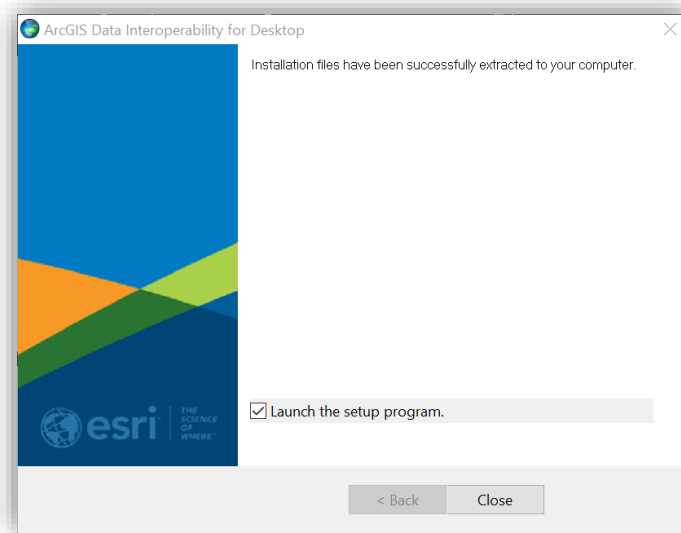 ArcGIS Data Interoperability for Desktop
Installation files have been successfully extracted to your computer.
Launch the setup program.
esri
THE
SCIENCE
OF
WHERE™
< Back
Close